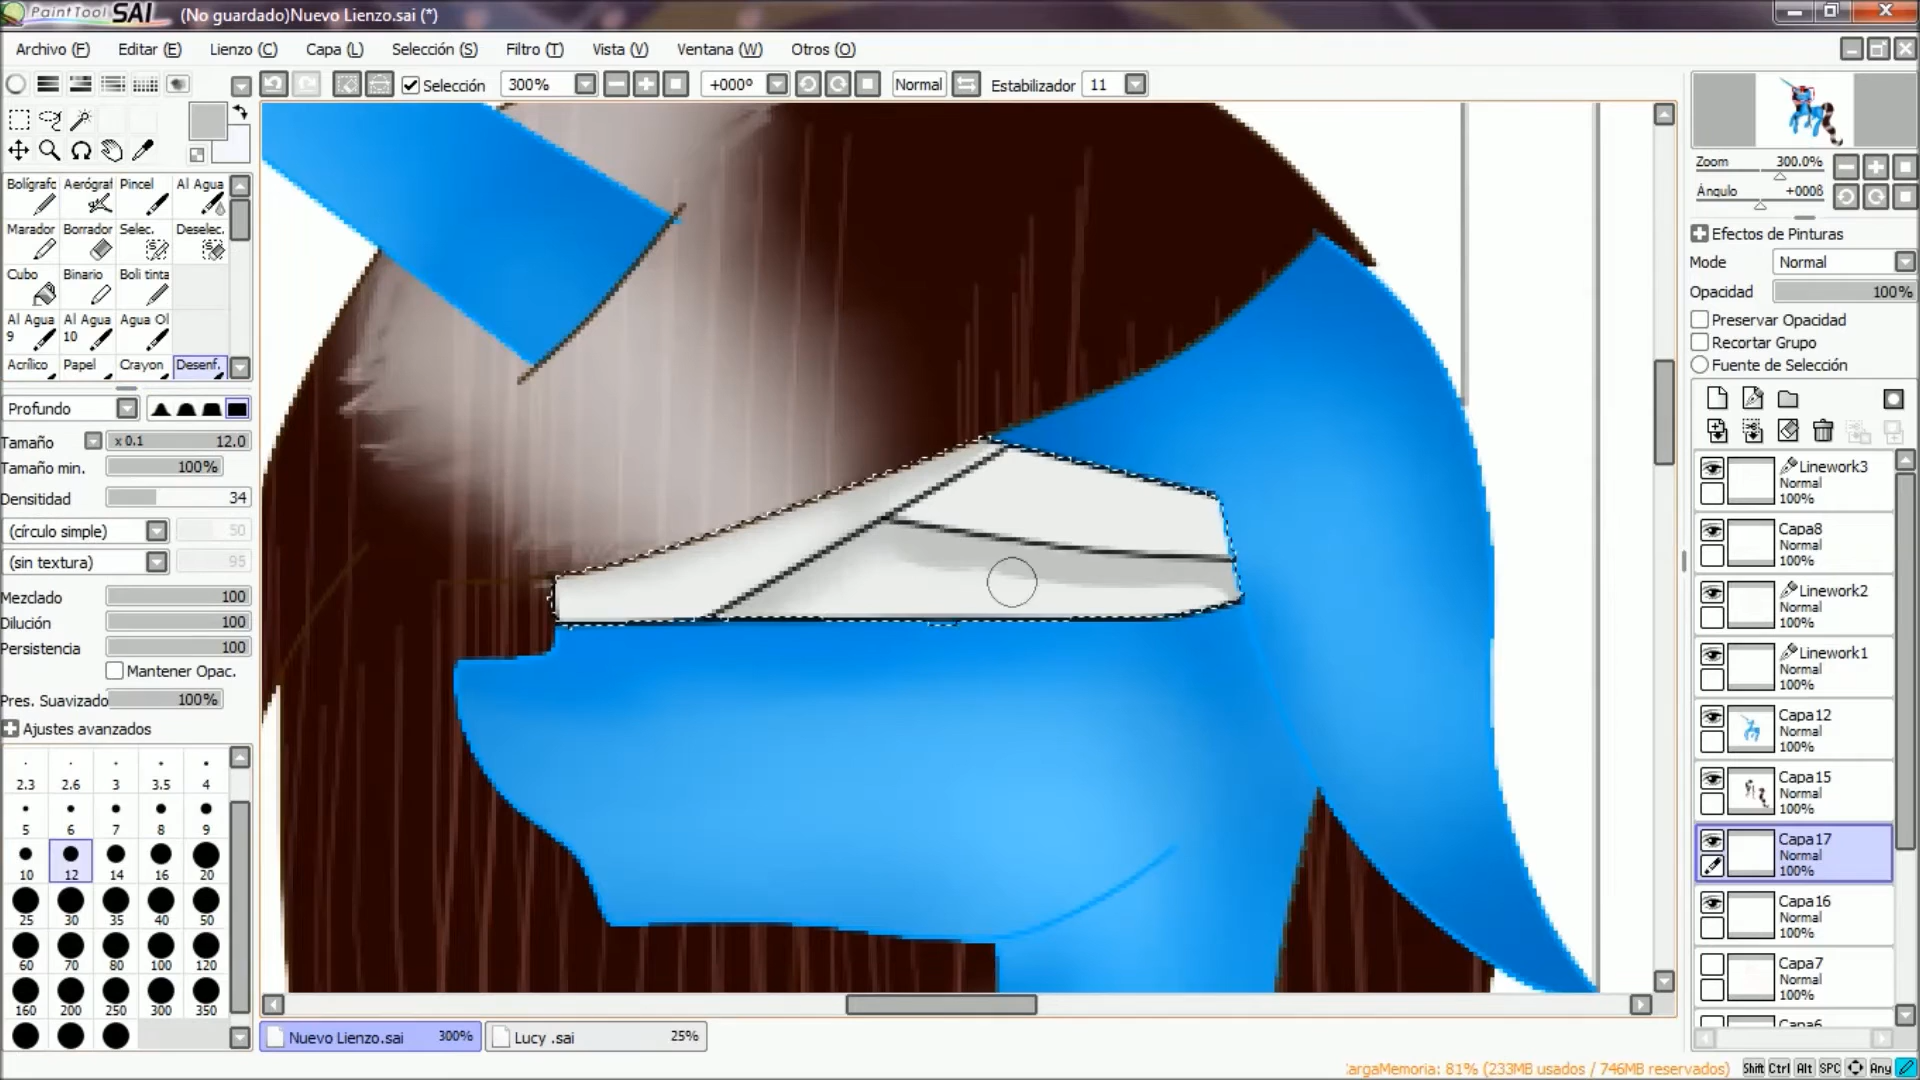 PaintTool SAI (No guardado)Nuevo Lienzo.sai (*)
Archivo (F) Editar (E) Lienzo (C) Capa (L) Selección (S) Filtro (T) Vista (V) Ventana (W) Otros (O)
Selección 300% +000º Normal Estabilizador 11
Zoom 300.0%
Ángulo +000ß
Bolígrafc Aerógraf Pincel Al Agua
Marador Borrador Selec. Deselec.
Cubo Binario Boli tinta
Al Agua 9 Al Agua 10 Agua Ol
Acrílico Papel Crayon Desenf.
Profundo
Tamaño x 0.1 12.0
Tamaño min. 100%
Densitidad 34
(círculo simple) 50
(sin textura) 95
Mezclado 100
Dilución 100
Persistencia 100
Mantener Opac.
Pres. Suavizado 100%
Ajustes avanzados
2.3 2.6 3 3.5 4
5 6 7 8 9
10 12 14 16 20
25 30 35 40 50
60 70 80 100 120
160 200 250 300 350
Efectos de Pinturas
Mode Normal
Opacidad 100%
Preservar Opacidad
Recortar Grupo
Fuente de Selección
Linework3
Normal
100%
Capa8
Normal
100%
Linework2
Normal
100%
Linework1
Normal
100%
Capa12
Normal
100%
Capa15
Normal
100%
Capa17
Normal
100%
Capa16
Normal
100%
Capa7
Normal
100%
Capa6
Nuevo Lienzo.sai 300% Lucy .sai 25%
argaMemoria: 81% (233MB usados / 746MB reservados) Shift Ctrl Alt SPC Any